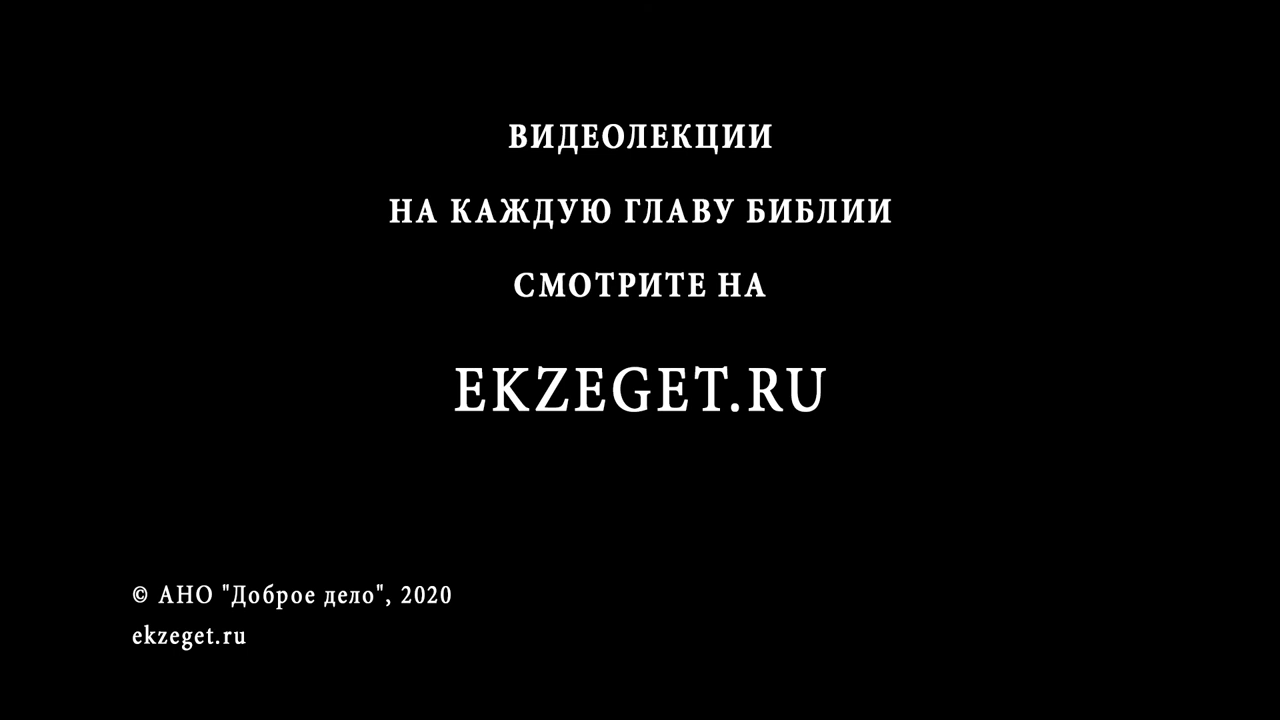 ВИДЕОЛЕКЦИИ
НА КАЖДУЮ ГЛАВУ БИБЛИИ
СМОТРИТЕ НА
EKZEGET.RU
© АНО "Доброе дело", 2020
ekzeget.ru